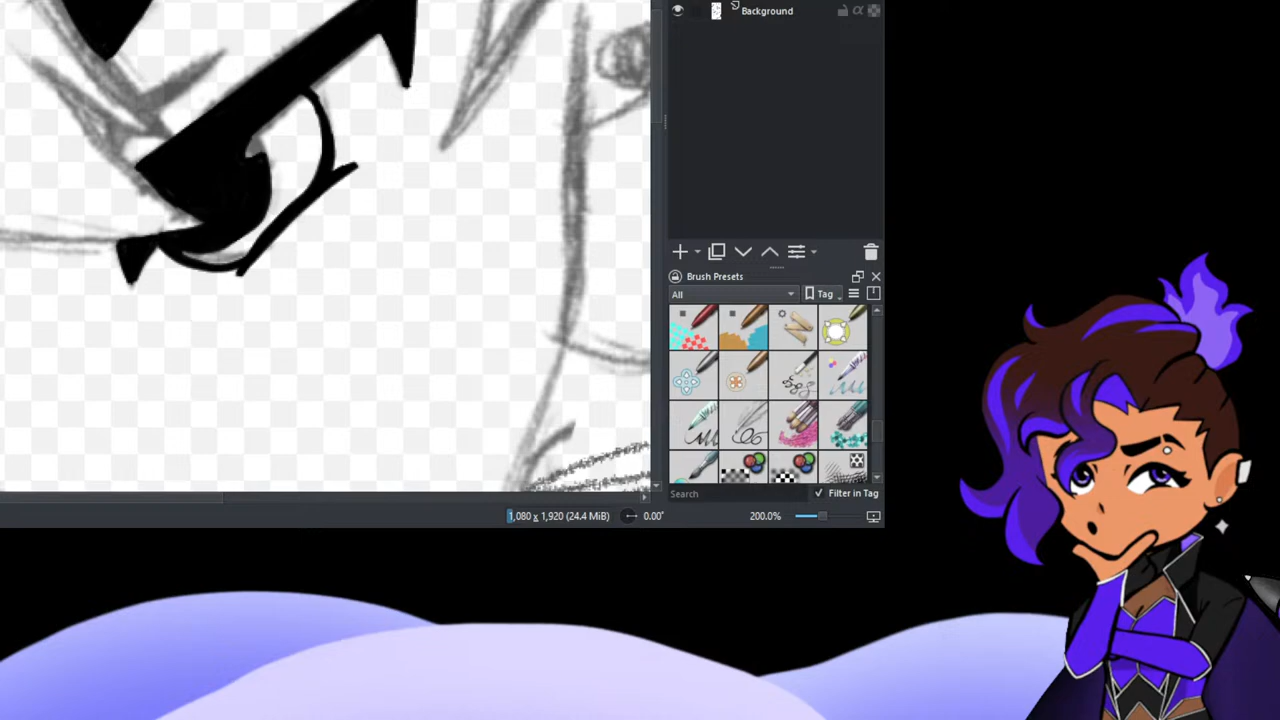 Background
Brush Presets
All
Tag
Search
Filter in Tag
1,080 x 1,920 (24.4 MiB)
0.00°
200.0%